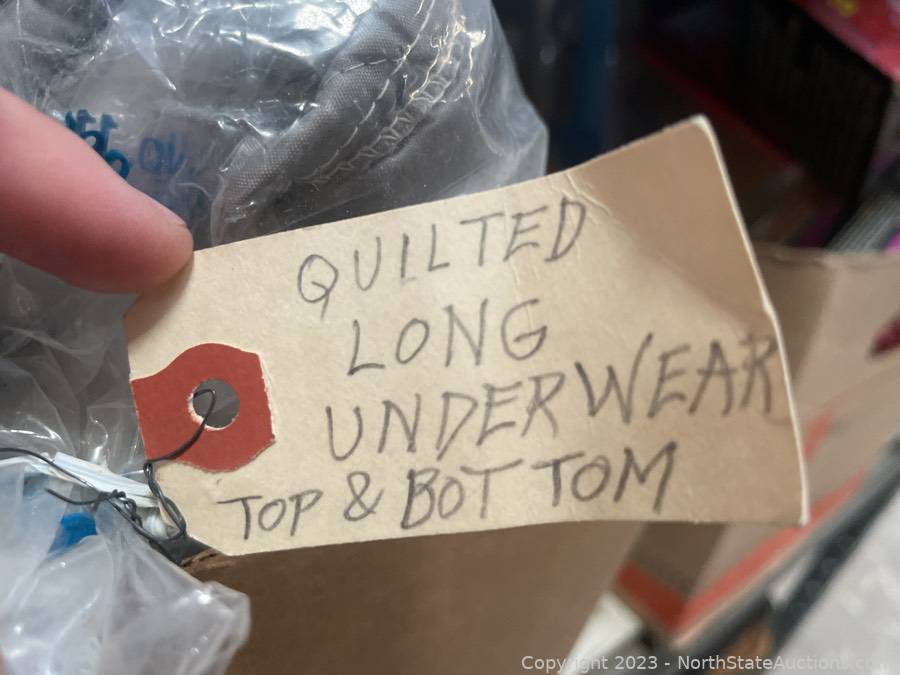 QUILTED
LONG
UNDERWEAR
TOP & BOTTOM
Copyright 2023 - NorthStateAuctions.com